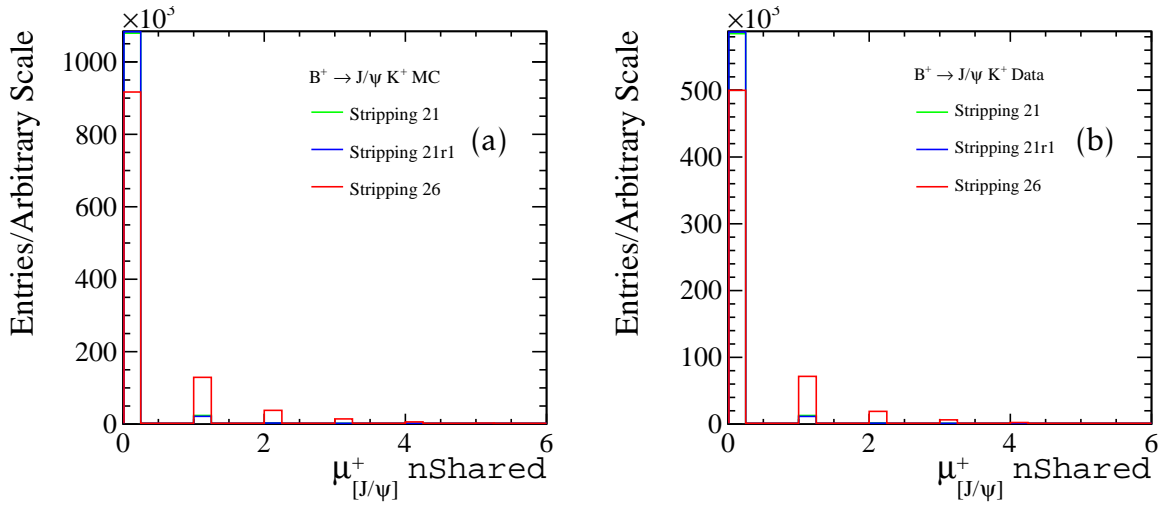 ×10³
Entries/Arbitrary Scale
1000
800
600
400
200
0
B⁺ → J/ψ K⁺ MC
Stripping 21
Stripping 21r1
Stripping 26
(a)
0 2 4 6
μ⁺[J/ψ] nShared
×10³
Entries/Arbitrary Scale
500
400
300
200
100
0
B⁺ → J/ψ K⁺ Data
Stripping 21
Stripping 21r1
Stripping 26
(b)
0 2 4 6
μ⁺[J/ψ] nShared